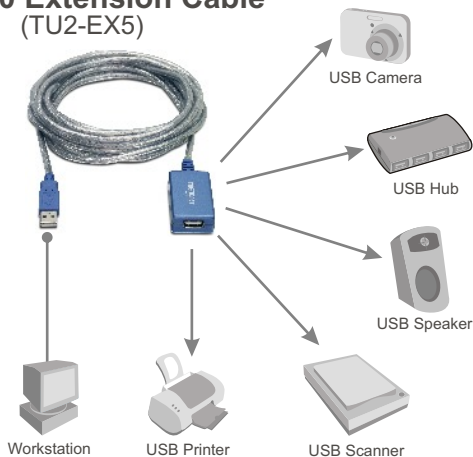 0 Extension Cable
(TU2-EX5)
USB Camera
USB Hub
USB Speaker
Workstation
USB Printer
USB Scanner